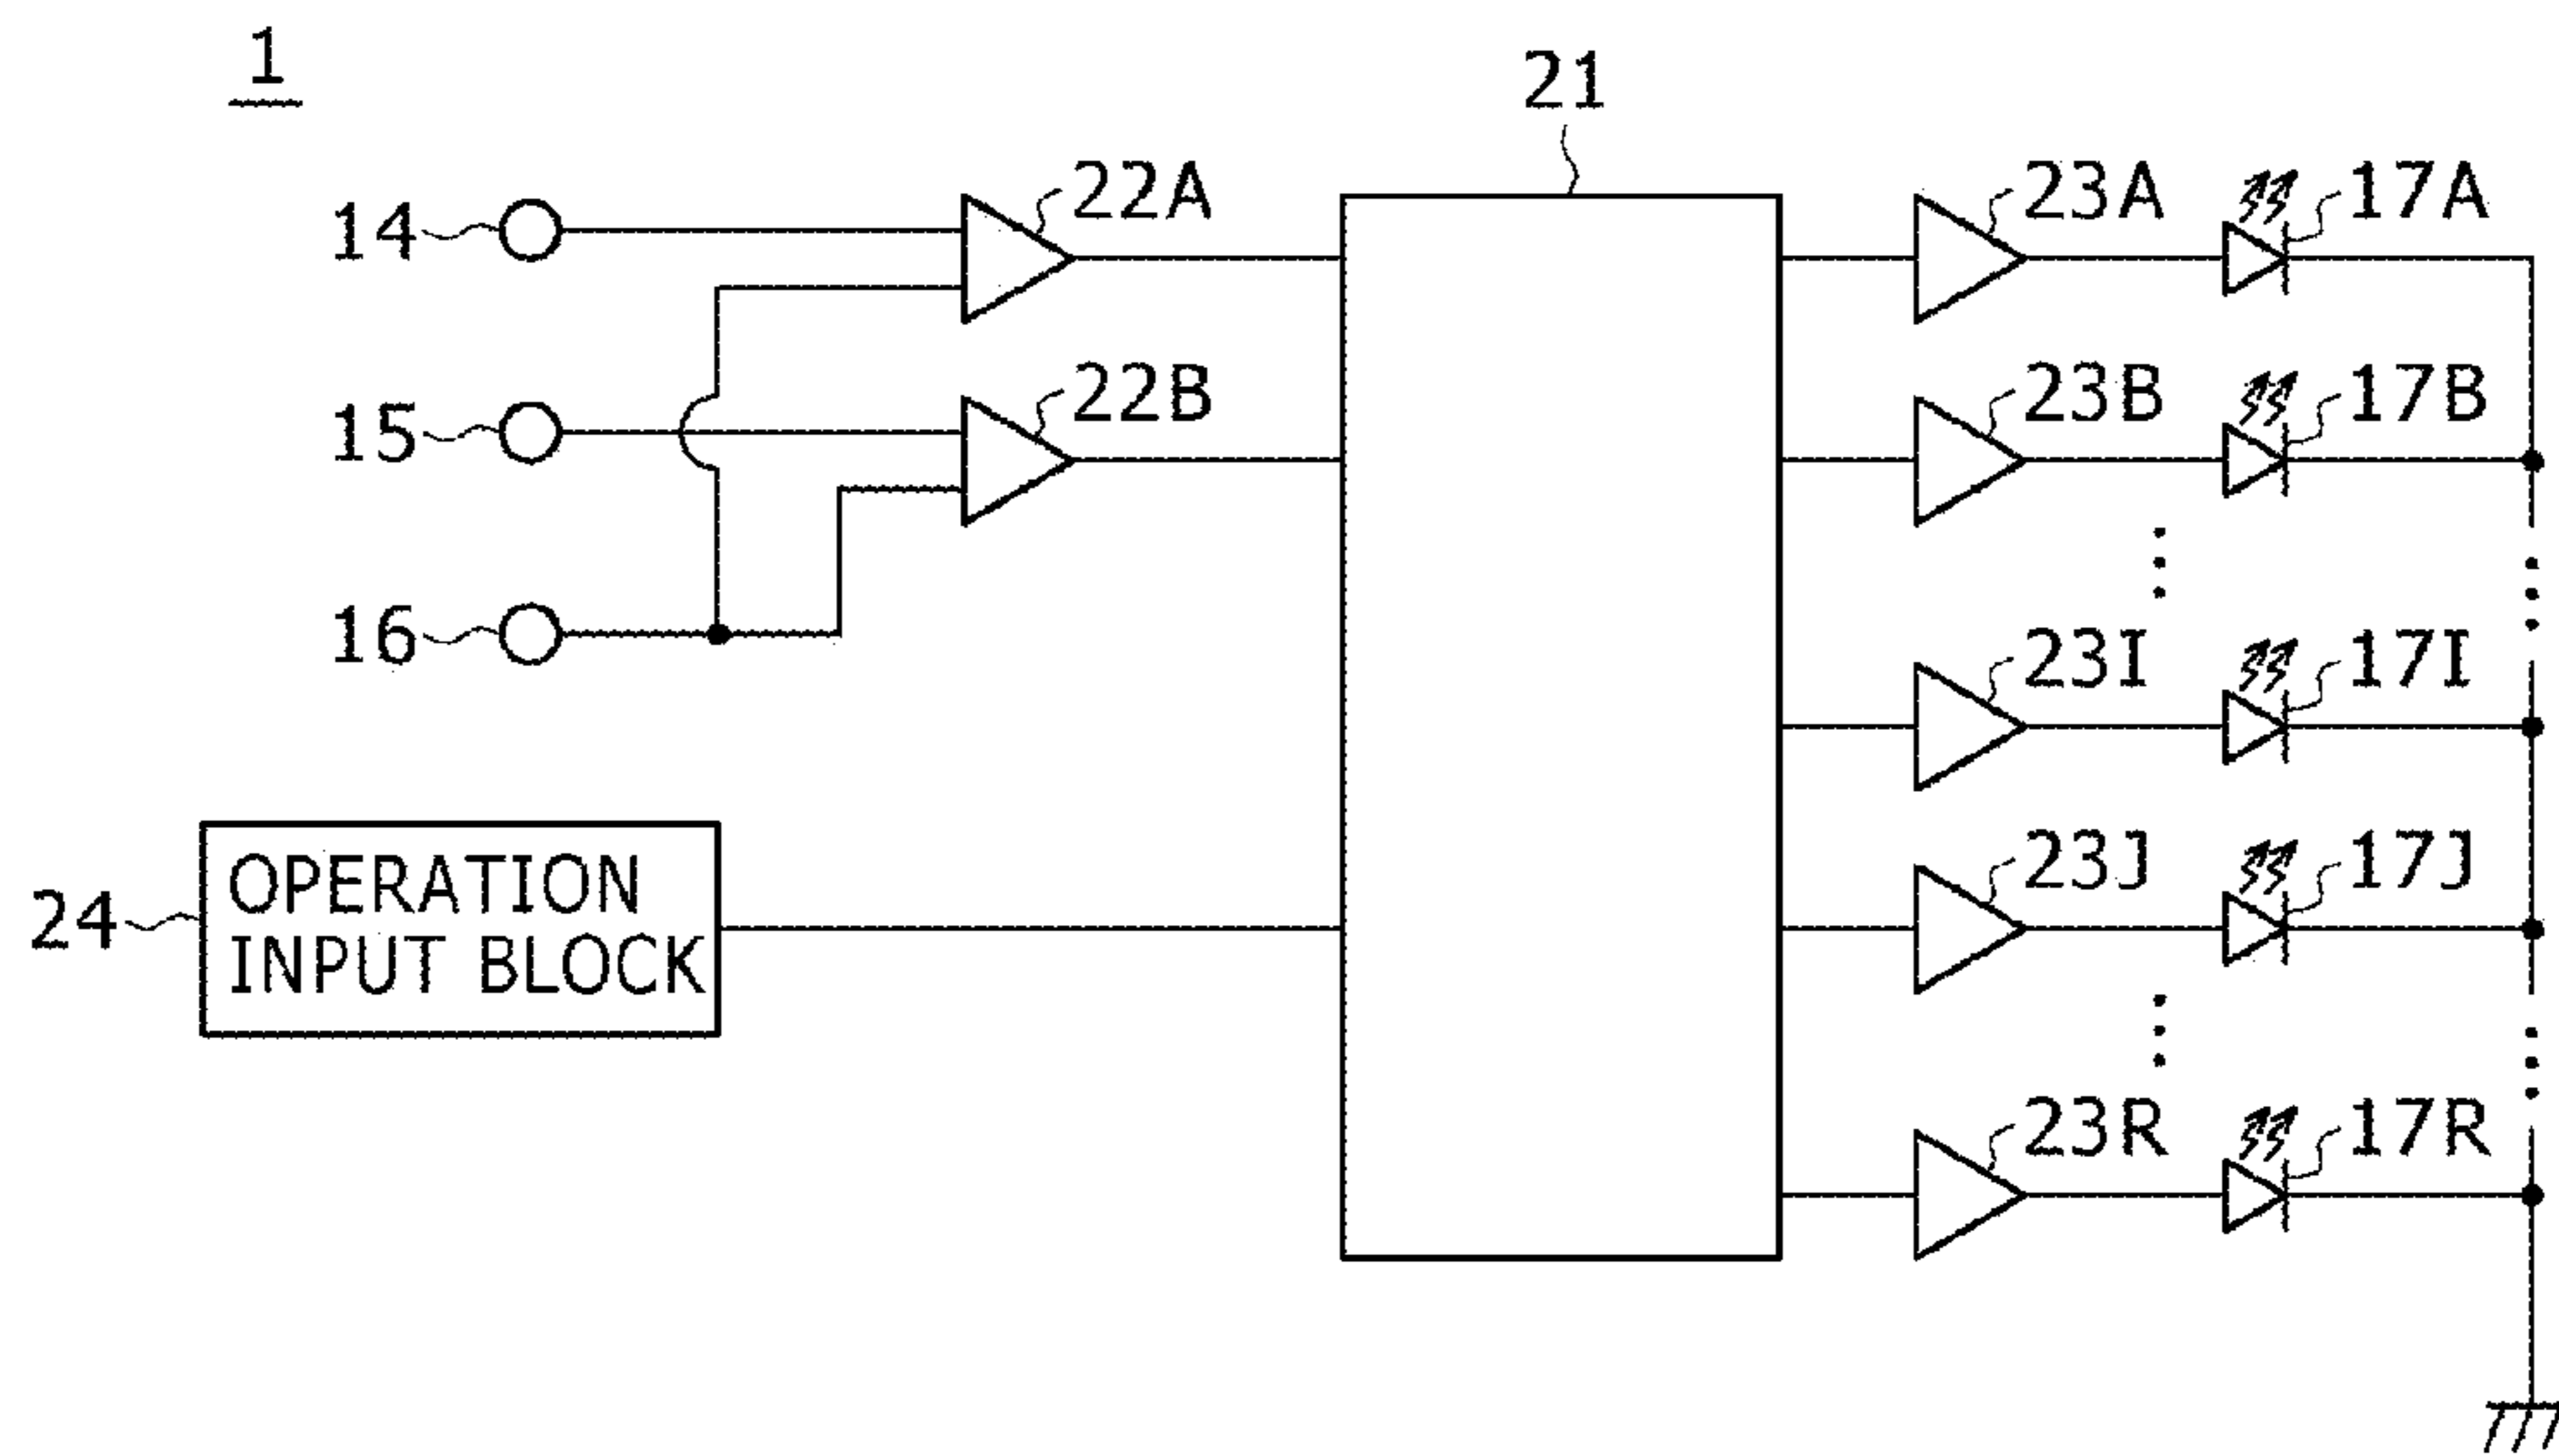 1
21
22A
23A
17A
14
22B
23B
17B
15
16
23I
17I
24
OPERATION
INPUT BLOCK
23J
17J
23R
17R